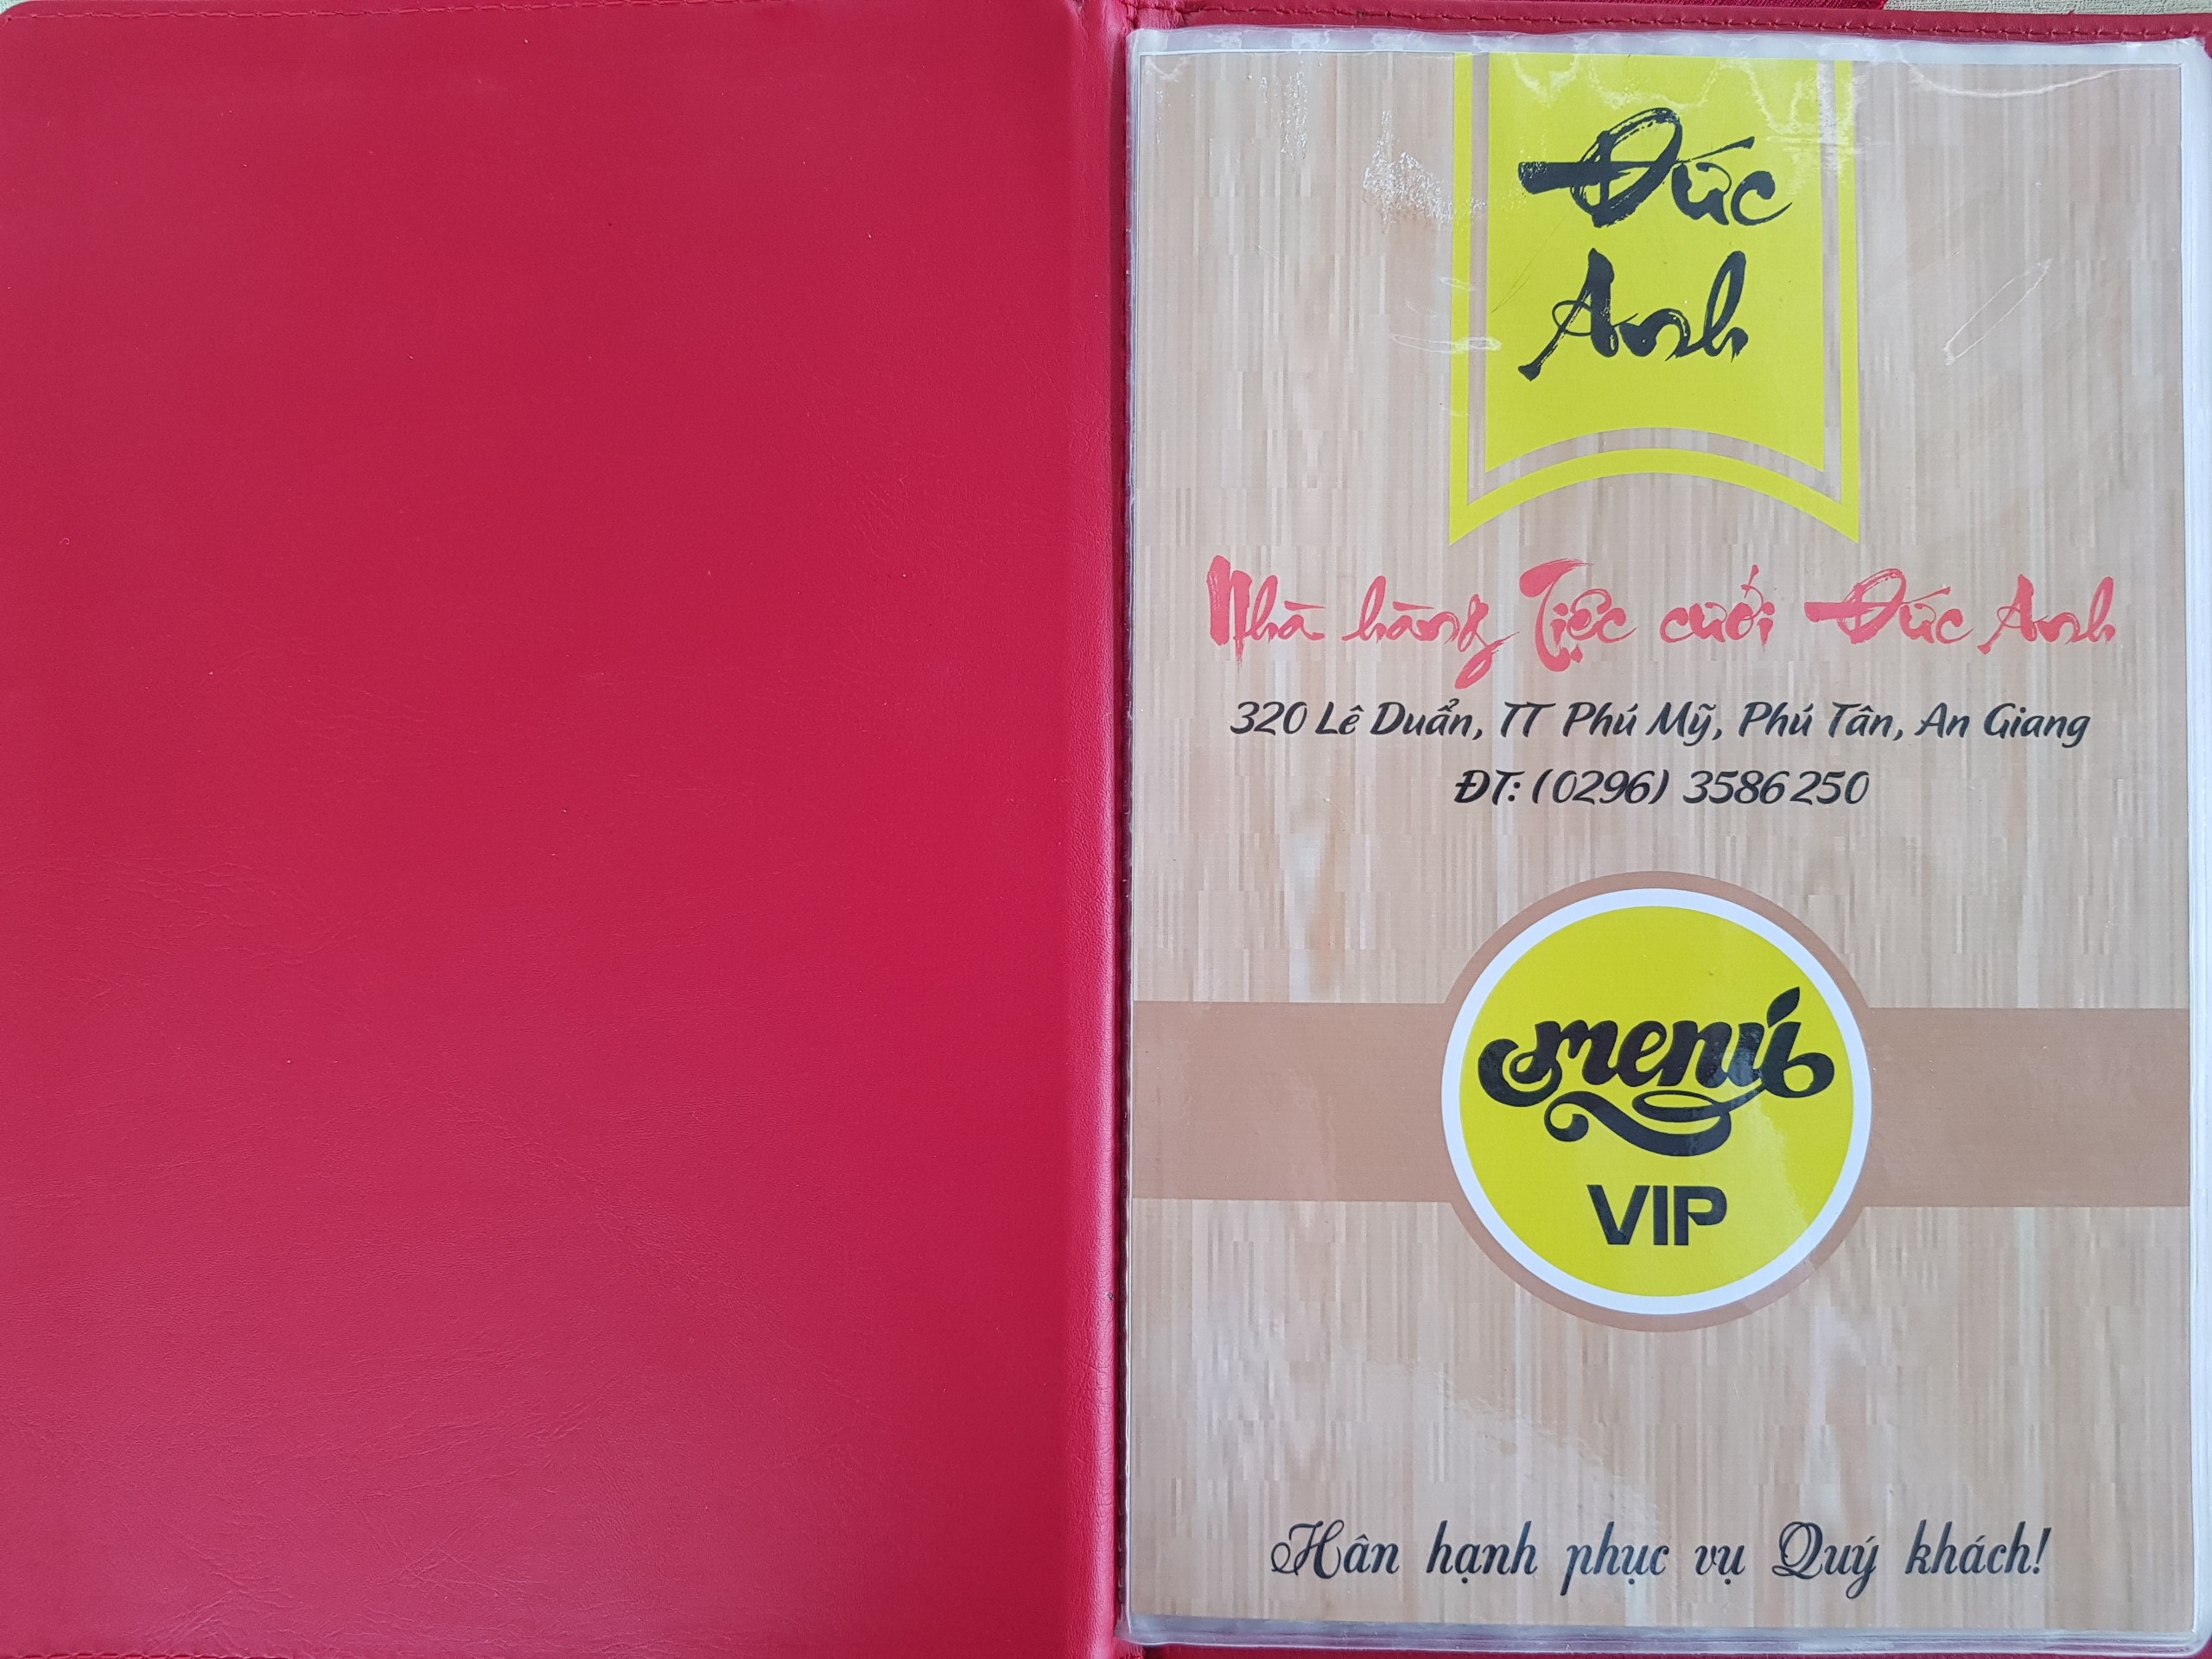 Đức
Anh
Nhà hàng Tiệc cưới Đức Anh
320 Lê Duẩn, TT Phú Mỹ, Phú Tân, An Giang
ĐT: (0296) 3586 250
menú
VIP
Hân hạnh phục vụ Quý khách!